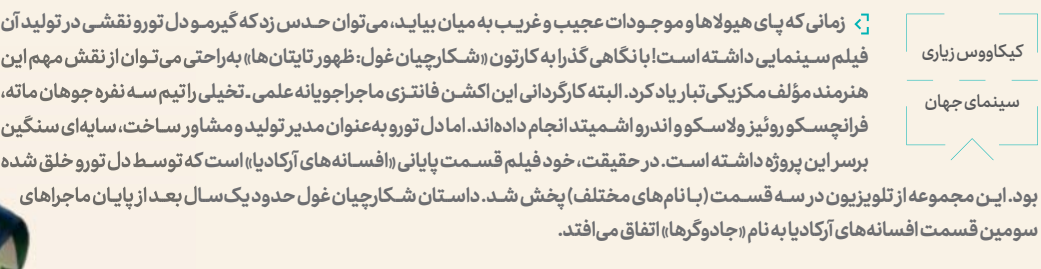 کیکاووس زیاری
سینمای جهان
زمانی که پای هیولاها و موجودات عجیب و غریب به میان بیاید، می‌توان حدس زد که گیرمو دل تورو نقشی در تولید آن
فیلم سینمایی داشته است! با نگاهی گذرا به کارتون «شکارچیان غول: ظهور تایتان‌ها» به‌راحتی می‌توان از نقش مهم این
هنرمند مؤلف مکزیکی‌تبار یاد کرد. البته کارگردانی این اکشن فانتزی ماجراجویانه علمی ـ تخیلی را تیم سه نفره جوهان ماته،
فرانچسکو روئیز ولاسکو و اندرو اشمیتد انجام داده‌اند. اما دل تورو به‌عنوان مدیر تولید و مشاور ساخت، سایه‌ای سنگین
برسر این پروژه داشته است. در حقیقت، خود فیلم قسمت پایانی «افسانه‌های آرکادیا» است که توسط دل تورو خلق شده
بود. این مجموعه از تلویزیون در سه قسمت (با نام‌های مختلف) پخش شد. داستان شکارچیان غول حدود یک‌سال بعد از پایان ماجراهای
سومین قسمت افسانه‌های آرکادیا به نام «جادوگرها» اتفاق می‌افتد.